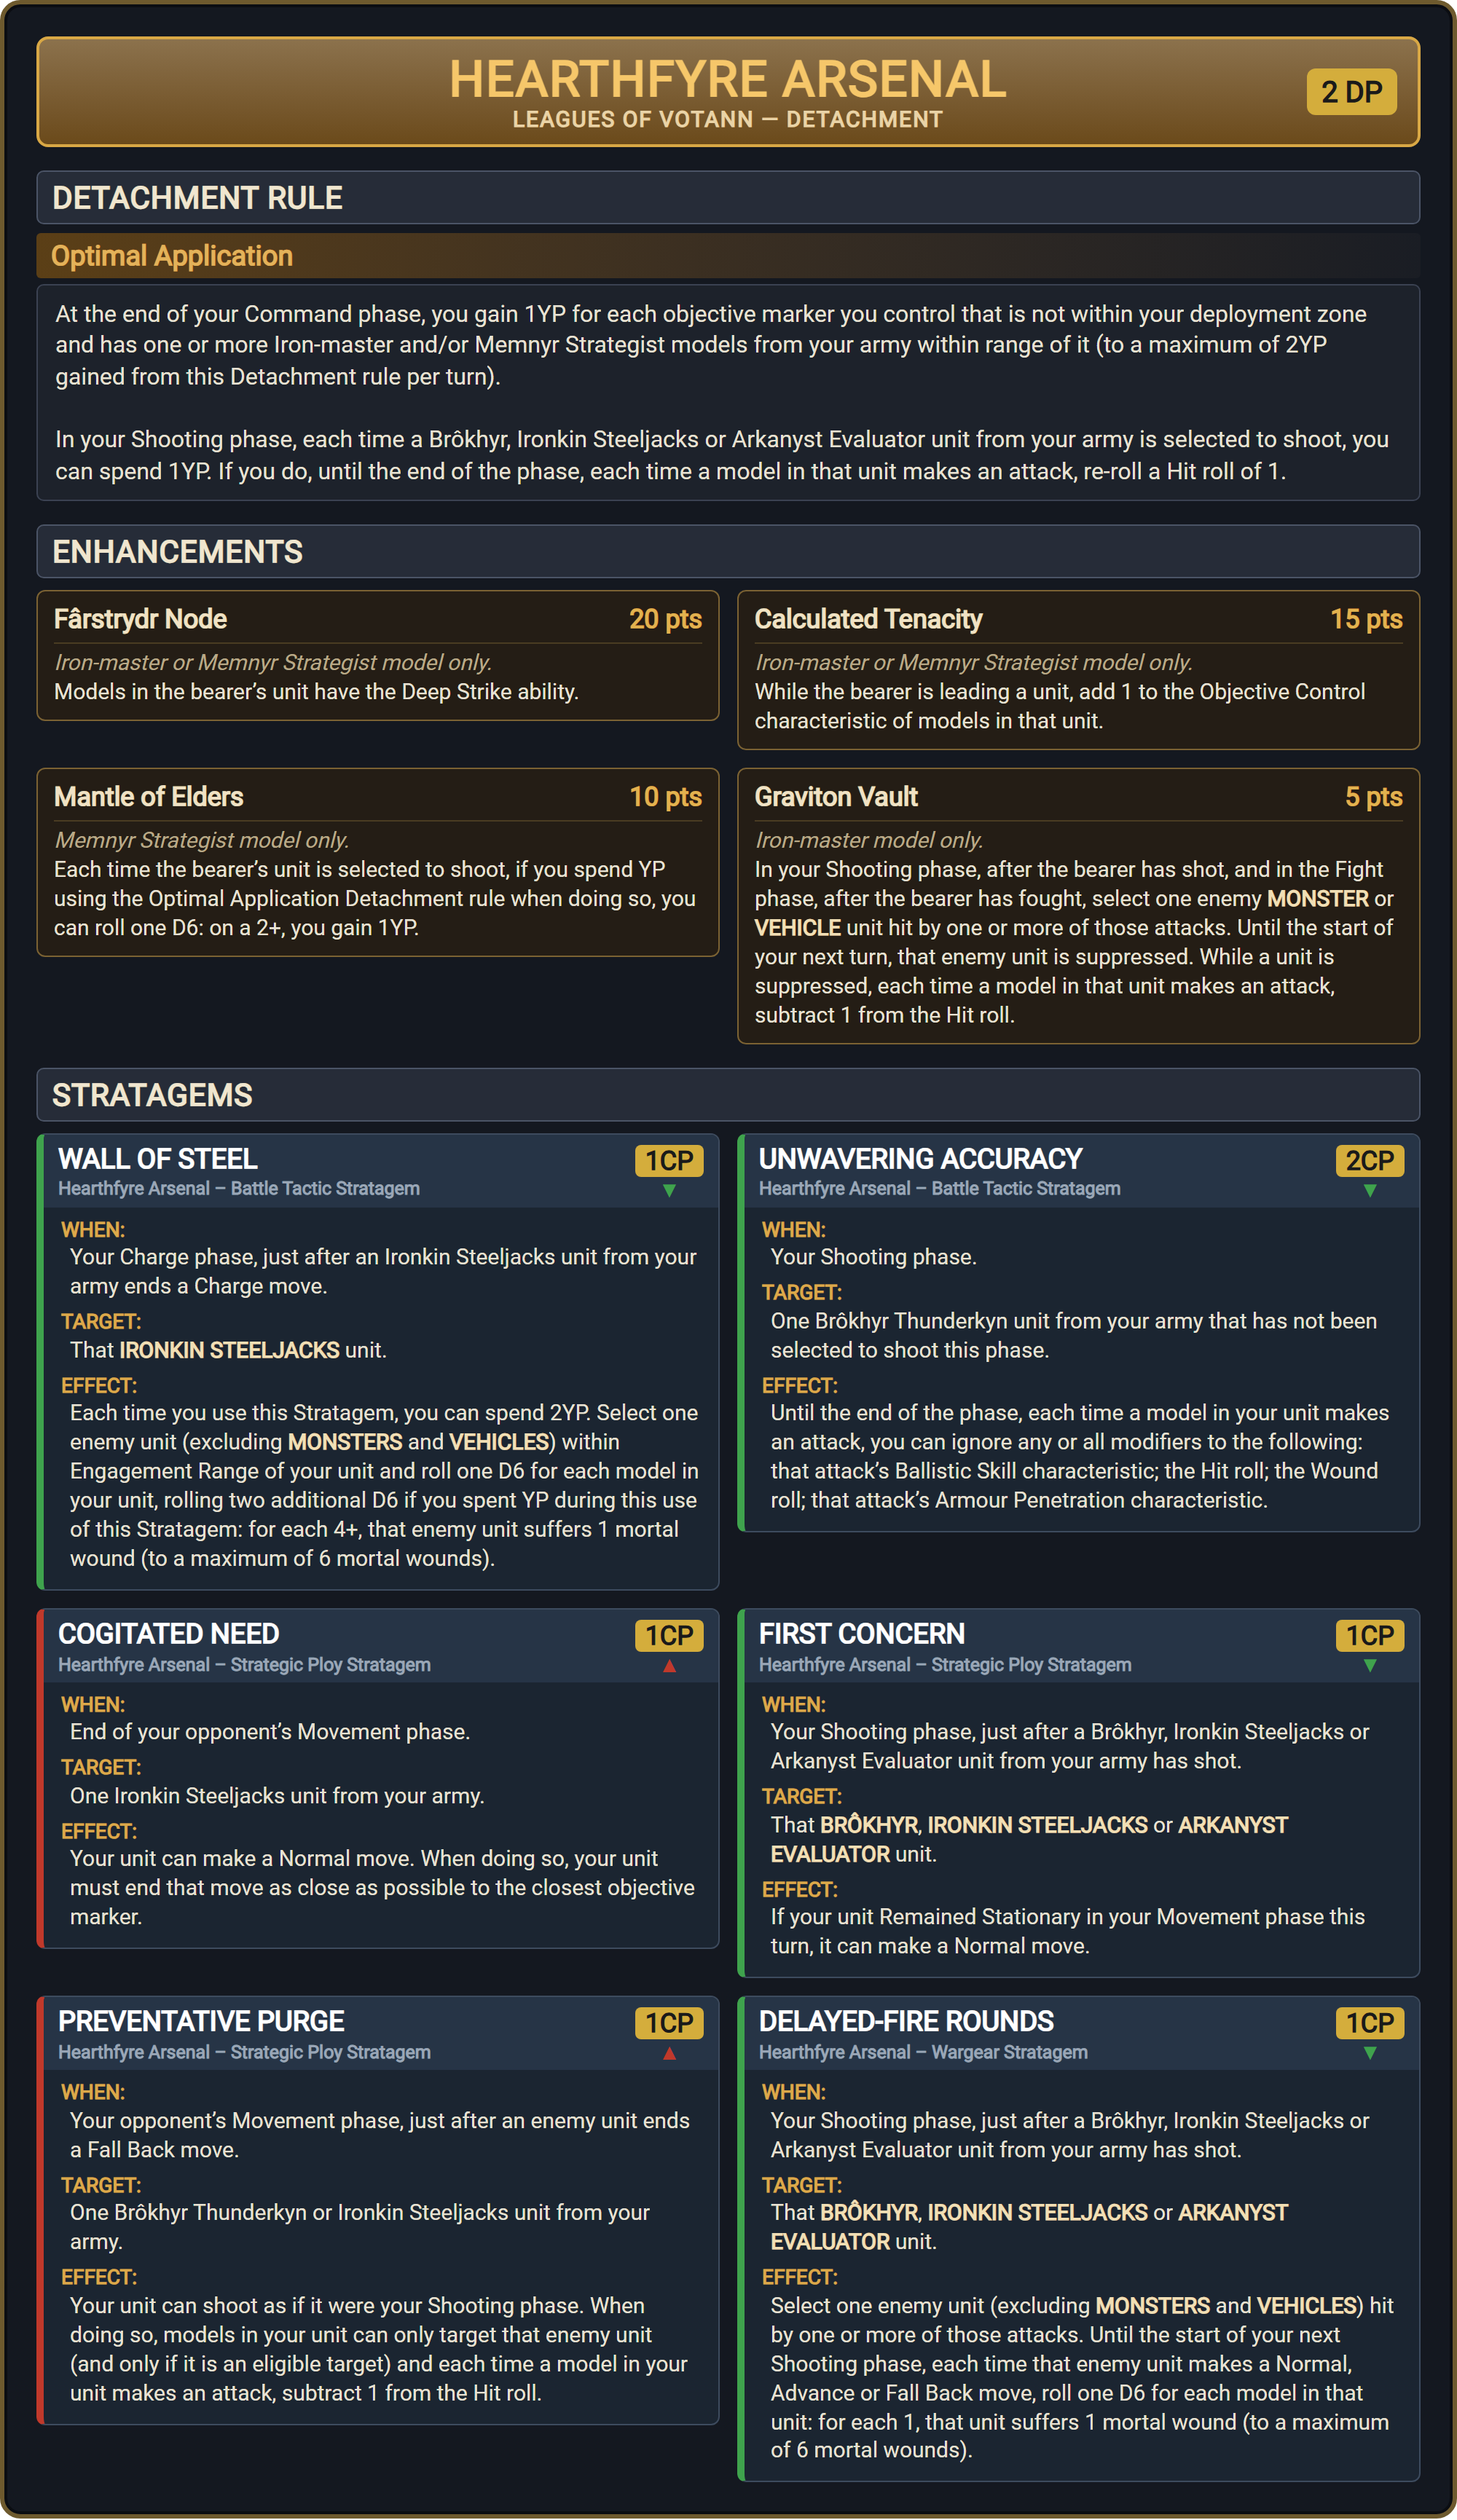 HEARTHFYRE ARSENAL
LEAGUES OF VOTANN — DETACHMENT
2 DP
DETACHMENT RULE
Optimal Application
At the end of your Command phase, you gain 1YP for each objective marker you control that is not within your deployment zone
and has one or more Iron-master and/or Memnyr Strategist models from your army within range of it (to a maximum of 2YP
gained from this Detachment rule per turn).
In your Shooting phase, each time a Brôkhyr, Ironkin Steeljacks or Arkanyst Evaluator unit from your army is selected to shoot, you
can spend 1YP. If you do, until the end of the phase, each time a model in that unit makes an attack, re-roll a Hit roll of 1.
ENHANCEMENTS
Fârstrydr Node
20 pts
Iron-master or Memnyr Strategist model only.
Models in the bearer’s unit have the Deep Strike ability.
Calculated Tenacity
15 pts
Iron-master or Memnyr Strategist model only.
While the bearer is leading a unit, add 1 to the Objective Control
characteristic of models in that unit.
Mantle of Elders
10 pts
Memnyr Strategist model only.
Each time the bearer’s unit is selected to shoot, if you spend YP
using the Optimal Application Detachment rule when doing so, you
can roll one D6: on a 2+, you gain 1YP.
Graviton Vault
5 pts
Iron-master model only.
In your Shooting phase, after the bearer has shot, and in the Fight
phase, after the bearer has fought, select one enemy MONSTER or
VEHICLE unit hit by one or more of those attacks. Until the start of
your next turn, that enemy unit is suppressed. While a unit is
suppressed, each time a model in that unit makes an attack,
subtract 1 from the Hit roll.
STRATAGEMS
WALL OF STEEL
1CP
Hearthfyre Arsenal – Battle Tactic Stratagem
▼
WHEN:
Your Charge phase, just after an Ironkin Steeljacks unit from your
army ends a Charge move.
TARGET:
That IRONKIN STEELJACKS unit.
EFFECT:
Each time you use this Stratagem, you can spend 2YP. Select one
enemy unit (excluding MONSTERS and VEHICLES) within
Engagement Range of your unit and roll one D6 for each model in
your unit, rolling two additional D6 if you spent YP during this use
of this Stratagem: for each 4+, that enemy unit suffers 1 mortal
wound (to a maximum of 6 mortal wounds).
UNWAVERING ACCURACY
2CP
Hearthfyre Arsenal – Battle Tactic Stratagem
▼
WHEN:
Your Shooting phase.
TARGET:
One Brôkhyr Thunderkyn unit from your army that has not been
selected to shoot this phase.
EFFECT:
Until the end of the phase, each time a model in your unit makes
an attack, you can ignore any or all modifiers to the following:
that attack’s Ballistic Skill characteristic; the Hit roll; the Wound
roll; that attack’s Armour Penetration characteristic.
COGITATED NEED
1CP
Hearthfyre Arsenal – Strategic Ploy Stratagem
▲
WHEN:
End of your opponent’s Movement phase.
TARGET:
One Ironkin Steeljacks unit from your army.
EFFECT:
Your unit can make a Normal move. When doing so, your unit
must end that move as close as possible to the closest objective
marker.
FIRST CONCERN
1CP
Hearthfyre Arsenal – Strategic Ploy Stratagem
▼
WHEN:
Your Shooting phase, just after a Brôkhyr, Ironkin Steeljacks or
Arkanyst Evaluator unit from your army has shot.
TARGET:
That BRÔKHYR, IRONKIN STEELJACKS or ARKANYST
EVALUATOR unit.
EFFECT:
If your unit Remained Stationary in your Movement phase this
turn, it can make a Normal move.
PREVENTATIVE PURGE
1CP
Hearthfyre Arsenal – Strategic Ploy Stratagem
▲
WHEN:
Your opponent’s Movement phase, just after an enemy unit ends
a Fall Back move.
TARGET:
One Brôkhyr Thunderkyn or Ironkin Steeljacks unit from your
army.
EFFECT:
Your unit can shoot as if it were your Shooting phase. When
doing so, models in your unit can only target that enemy unit
(and only if it is an eligible target) and each time a model in your
unit makes an attack, subtract 1 from the Hit roll.
DELAYED-FIRE ROUNDS
1CP
Hearthfyre Arsenal – Wargear Stratagem
▼
WHEN:
Your Shooting phase, just after a Brôkhyr, Ironkin Steeljacks or
Arkanyst Evaluator unit from your army has shot.
TARGET:
That BRÔKHYR, IRONKIN STEELJACKS or ARKANYST
EVALUATOR unit.
EFFECT:
Select one enemy unit (excluding MONSTERS and VEHICLES) hit
by one or more of those attacks. Until the start of your next
Shooting phase, each time that enemy unit makes a Normal,
Advance or Fall Back move, roll one D6 for each model in that
unit: for each 1, that unit suffers 1 mortal wound (to a maximum
of 6 mortal wounds).